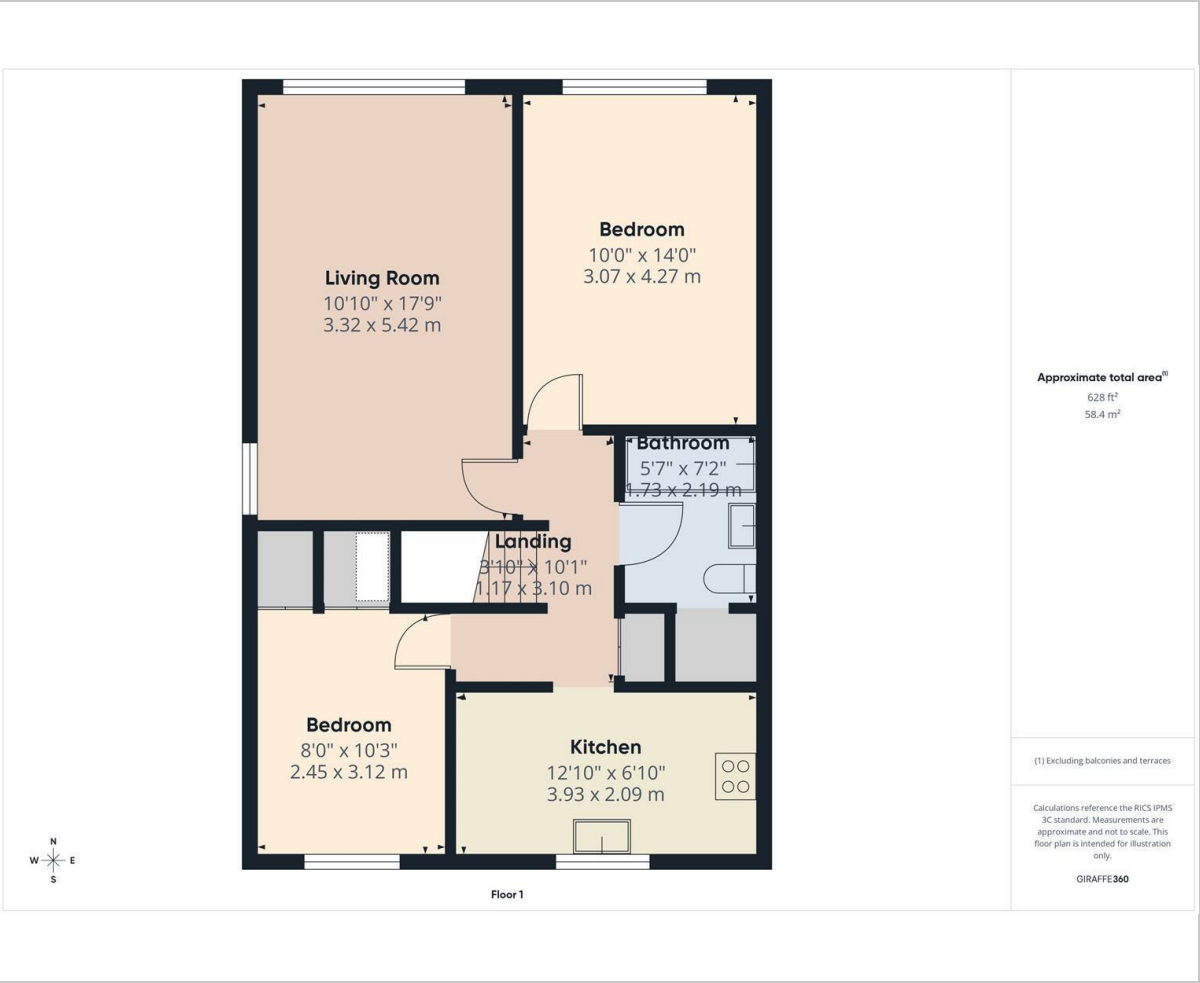 Living Room
10'10" x 17'9"
3.32 x 5.42 m
Bedroom
10'0" x 14'0"
3.07 x 4.27 m
Bathroom
5'7" x 7'2"
1.73 x 2.19 m
Landing
3'10" x 10'1"
1.17 x 3.10 m
Bedroom
8'0" x 10'3"
2.45 x 3.12 m
Kitchen
12'10" x 6'10"
3.93 x 2.09 m
N
W E
S
Floor 1
Approximate total area(1)
628 ft²
58.4 m²
(1) Excluding balconies and terraces
Calculations reference the RICS IPMS
3C standard. Measurements are
approximate and not to scale. This
floor plan is intended for illustration
only.
GIRAFFE360